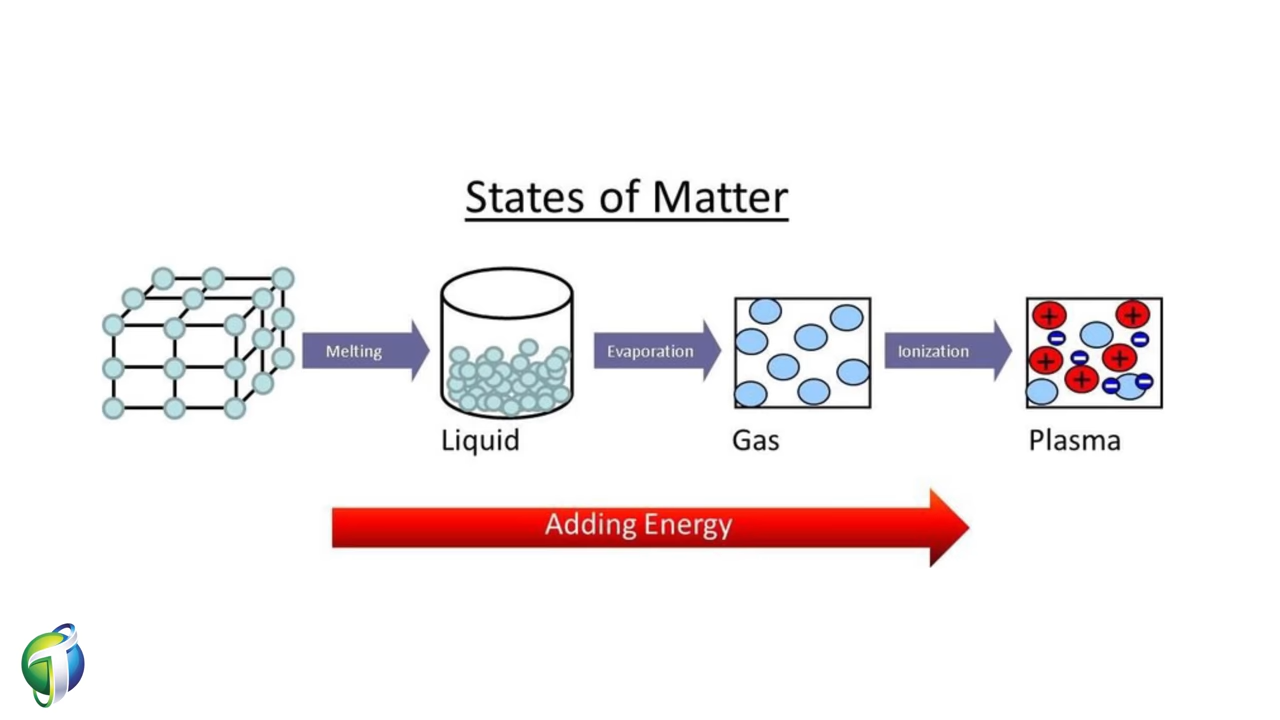 States of Matter
Melting
Evaporation
Ionization
Liquid
Gas
Plasma
Adding Energy